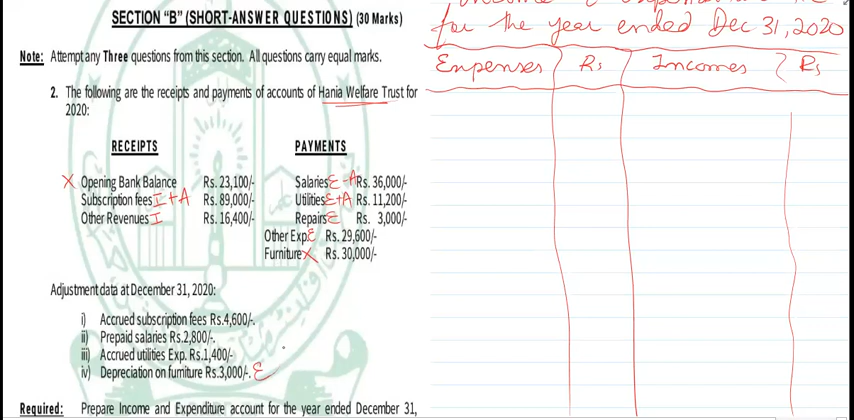 SECTION "B" (SHORT-ANSWER QUESTIONS) (30 Marks)
Note: Attempt any Three questions from this section. All questions carry equal marks.
2. The following are the receipts and payments of accounts of Hania Welfare Trust for
2020:
RECEIPTS PAYMENTS
X Opening Bank Balance Rs. 23,100/- Salaries E -A Rs. 36,000/-
Subscription fees I + A Rs. 89,000/- Utilities E+A Rs. 11,200/-
Other Revenues I Rs. 16,400/- Repairs E Rs. 3,000/-
Other Exp. E Rs. 29,600/-
Furniture X Rs. 30,000/-
Adjustment data at December 31, 2020:
i) Accrued subscription fees Rs.4,600/-.
ii) Prepaid salaries Rs.2,800/-.
iii) Accrued utilities Exp. Rs.1,400/-
iv) Depreciation on furniture Rs.3,000/-. E
Required: Prepare Income and Expenditure account for the year ended December 31,
for the year ended Dec 31, 2020
Expenses Rs Incomes Rs